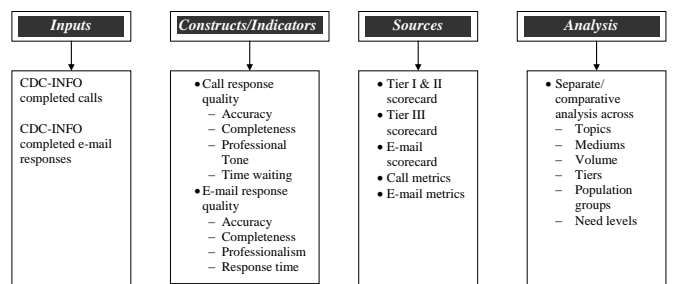 Inputs
CDC-INFO
completed calls
CDC-INFO
completed e-mail
responses
Constructs/Indicators
• Call response
quality
– Accuracy
– Completeness
– Professional
Tone
– Time waiting
• E-mail response
quality
– Accuracy
– Completeness
– Professionalism
– Response time
Sources
• Tier I & II
scorecard
• Tier III
scorecard
• E-mail
scorecard
• Call metrics
• E-mail metrics
Analysis
• Separate/
comparative
analysis across
– Topics
– Mediums
– Volume
– Tiers
– Population
groups
– Need levels